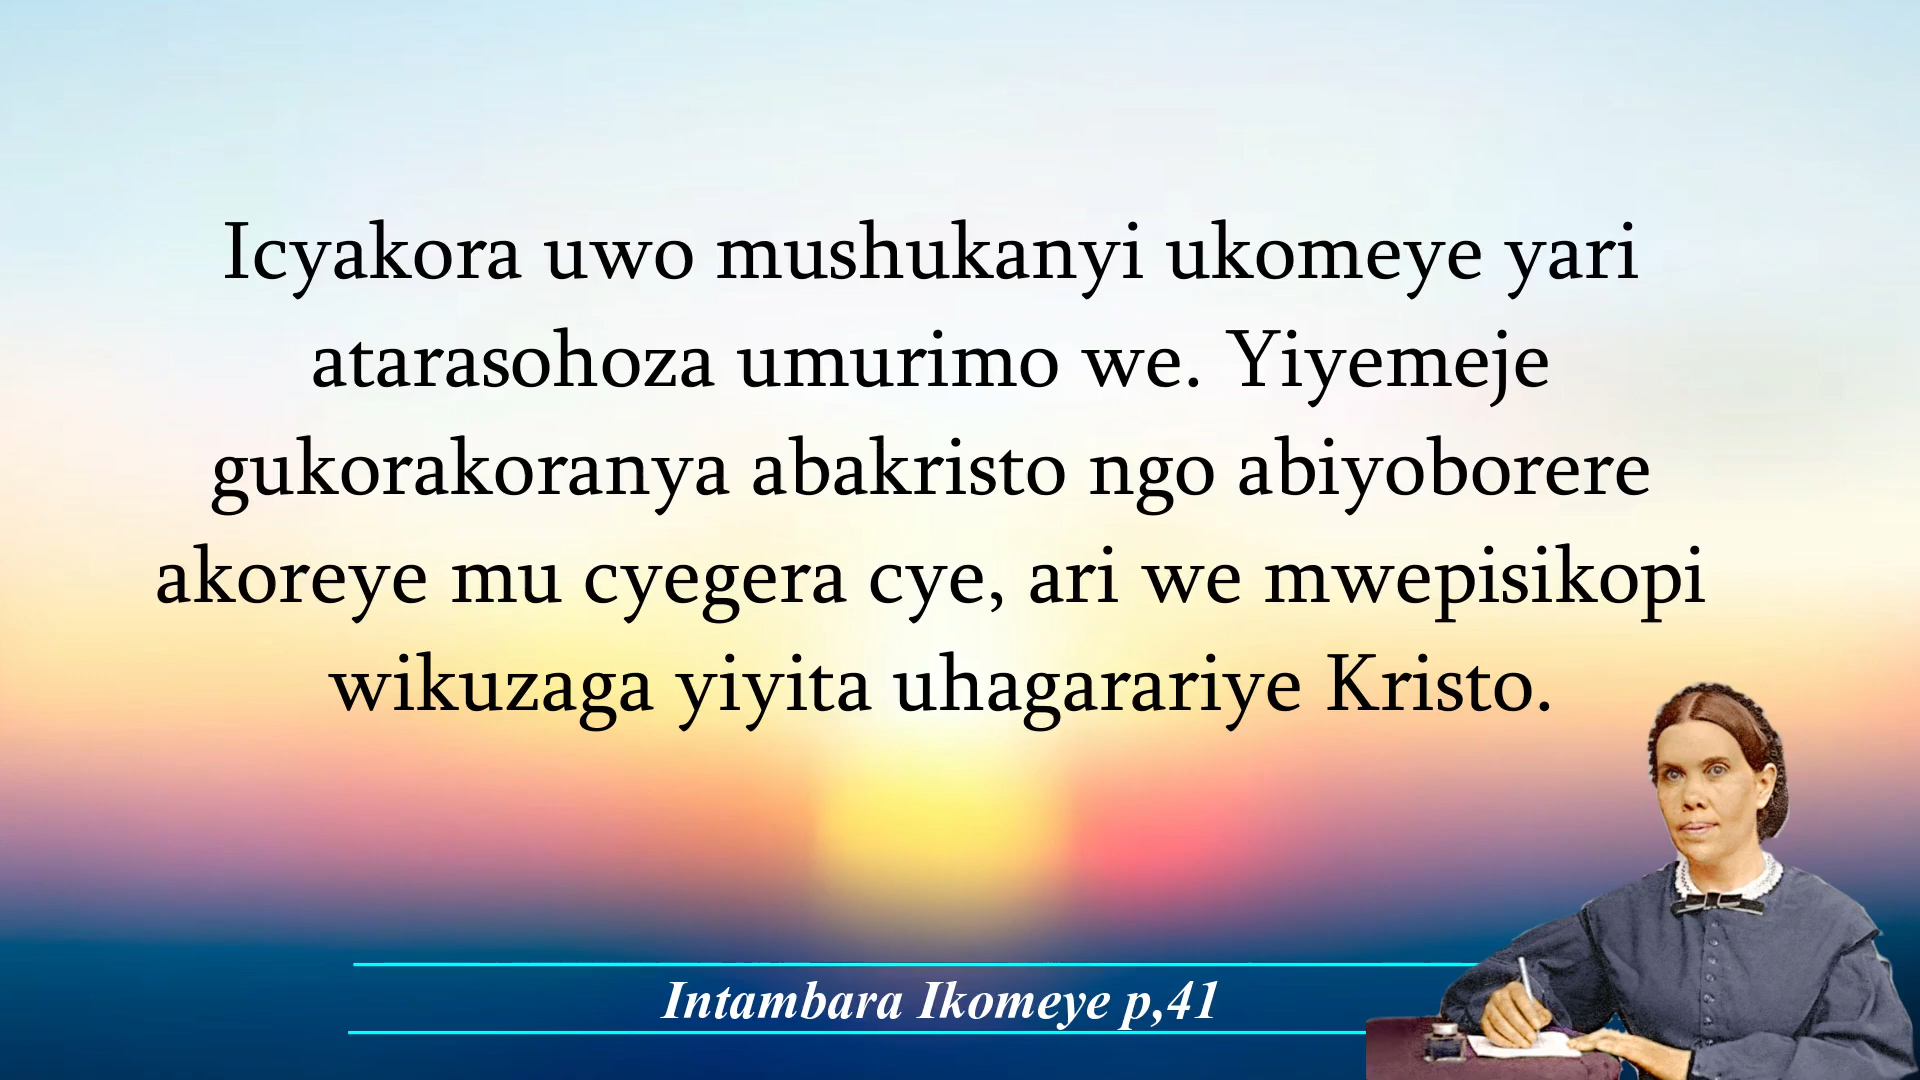 Icyakora uwo mushukanyi ukomeye yari
atarasohoza umurimo we. Yiyemeje
gukorakoranya abakristo ngo abiyoborere
akoreye mu cyegera cye, ari we mwepisikopi
wikuzaga yiyita uhagarariye Kristo.
Intambara Ikomeye p,41